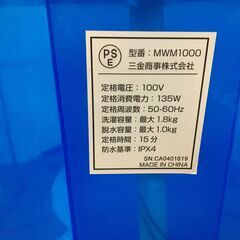 PS
E
型番：MWM1000
三金商事株式会社
定格電圧：100V
定格消費電力：135W
定格周波数：50-60Hz
洗濯容量：最大1.8kg
脱水容量：最大1.0kg
定格時間：15分
防水基準：IPX4
SN:CA0401619
MADE IN CHINA